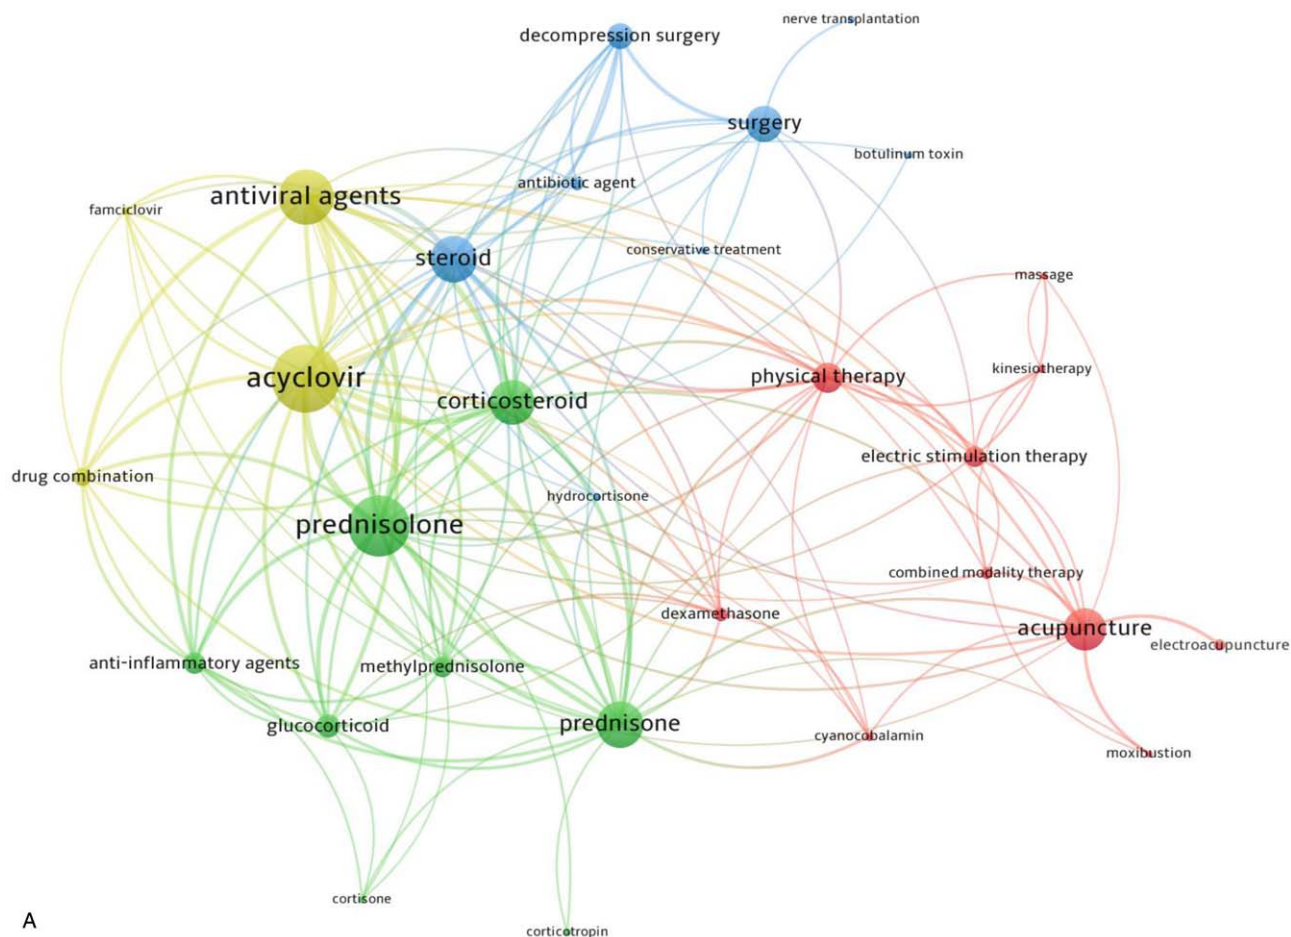 nerve transplantation
decompression surgery
surgery
botulinum toxin
antibiotic agent
antiviral agents
famciclovir
conservative treatment
steroid
massage
kinesiotherapy
acyclovir
physical therapy
corticosteroid
electric stimulation therapy
drug combination
hydrocortisone
prednisolone
combined modality therapy
dexamethasone
acupuncture
electroacupuncture
anti-inflammatory agents
methylprednisolone
glucocorticoid
prednisone
cyanocobalamin
moxibustion
cortisone
A
corticotropin